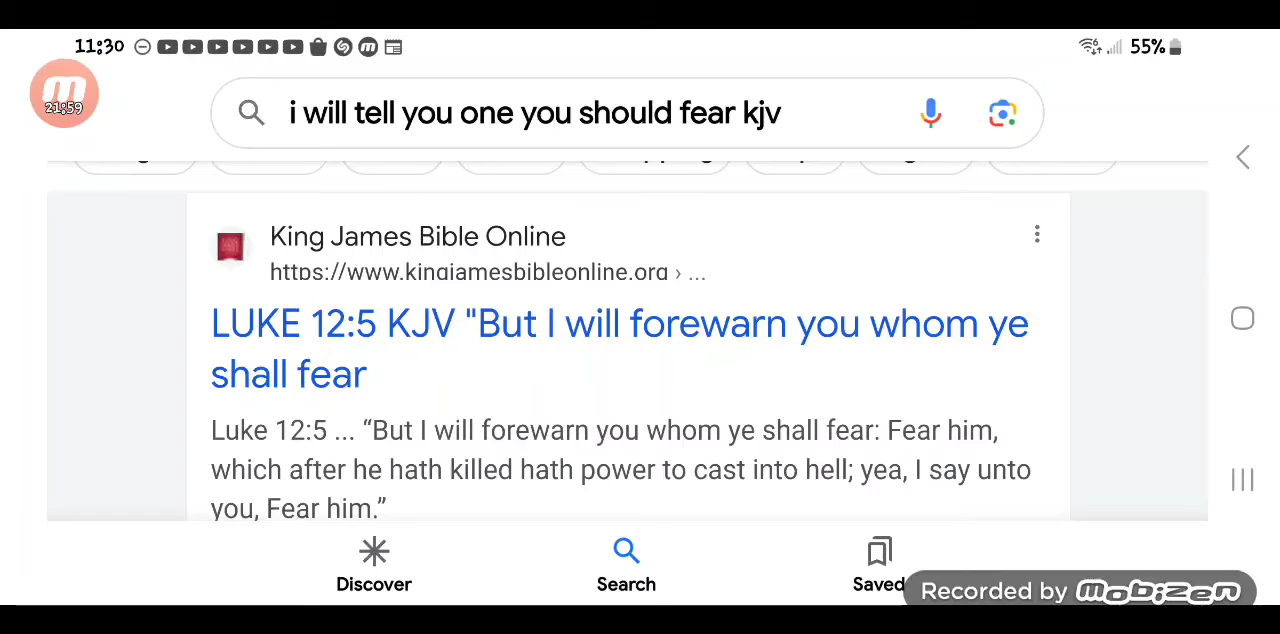 11:30
55%
21:59
i will tell you one you should fear kjv
King James Bible Online
https://www.kingjamesbibleonline.org › ...
LUKE 12:5 KJV "But I will forewarn you whom ye
shall fear
Luke 12:5 ... “But I will forewarn you whom ye shall fear: Fear him,
which after he hath killed hath power to cast into hell; yea, I say unto
you, Fear him.”
Discover
Search
Saved
Recorded by mobizen